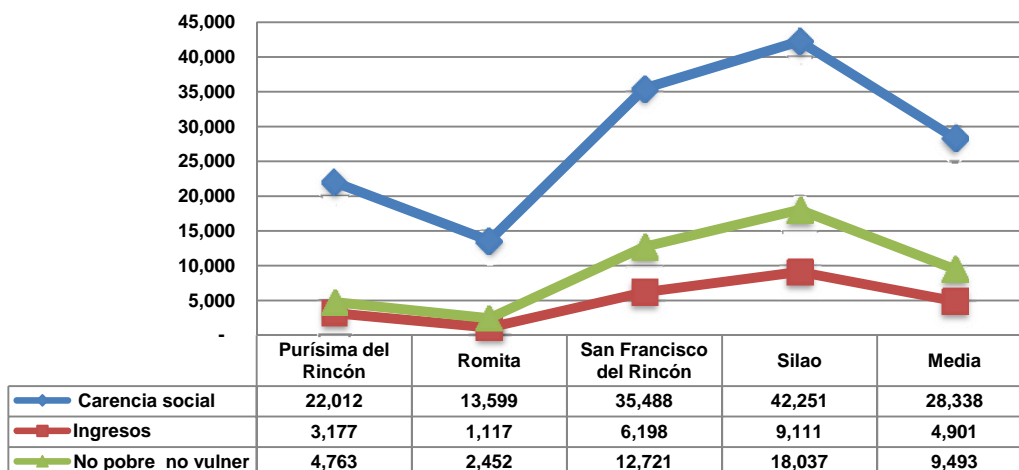 45,000
40,000
35,000
30,000
25,000
20,000
15,000
10,000
5,000
-
Purísima del
Rincón
Romita
San Francisco
del Rincón
Silao
Media
Carencia social 22,012 13,599 35,488 42,251 28,338
Ingresos 3,177 1,117 6,198 9,111 4,901
No pobre no vulner 4,763 2,452 12,721 18,037 9,493